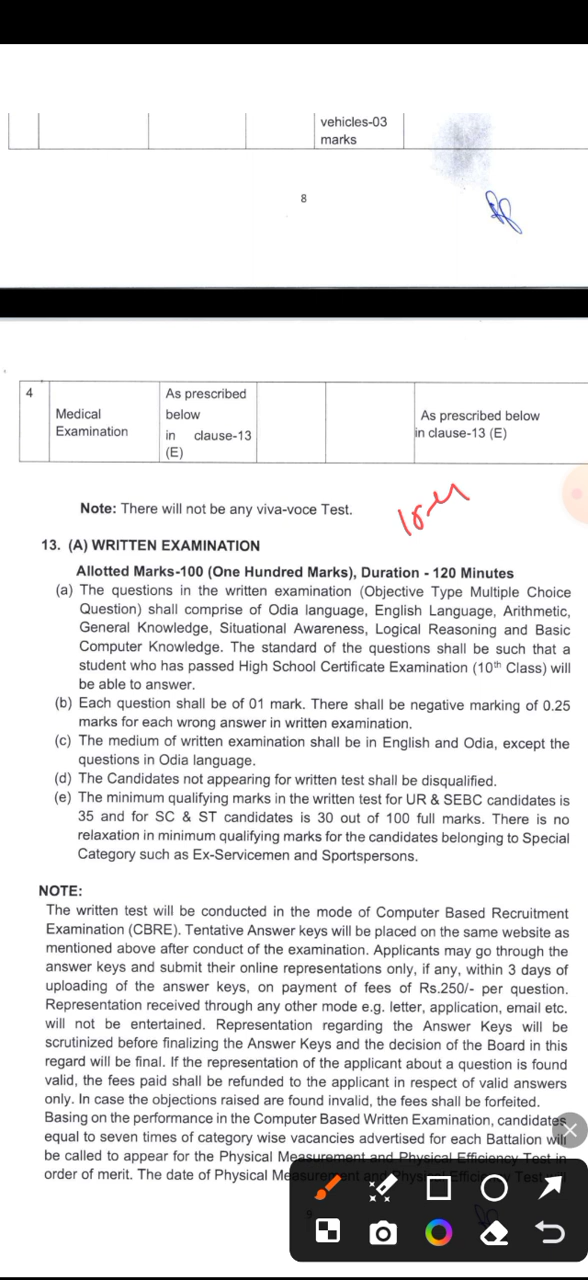 vehicles-03
marks
8
4
Medical
Examination
As prescribed
below
in clause-13
(E)
As prescribed below
in clause-13 (E)
Note: There will not be any viva-voce Test.
13. (A) WRITTEN EXAMINATION
Allotted Marks-100 (One Hundred Marks), Duration - 120 Minutes
(a) The questions in the written examination (Objective Type Multiple Choice
Question) shall comprise of Odia language, English Language, Arithmetic,
General Knowledge, Situational Awareness, Logical Reasoning and Basic
Computer Knowledge. The standard of the questions shall be such that a
student who has passed High School Certificate Examination (10th Class) will
be able to answer.
(b) Each question shall be of 01 mark. There shall be negative marking of 0.25
marks for each wrong answer in written examination.
(c) The medium of written examination shall be in English and Odia, except the
questions in Odia language.
(d) The Candidates not appearing for written test shall be disqualified.
(e) The minimum qualifying marks in the written test for UR & SEBC candidates is
35 and for SC & ST candidates is 30 out of 100 full marks. There is no
relaxation in minimum qualifying marks for the candidates belonging to Special
Category such as Ex-Servicemen and Sportspersons.
NOTE:
The written test will be conducted in the mode of Computer Based Recruitment
Examination (CBRE). Tentative Answer keys will be placed on the same website as
mentioned above after conduct of the examination. Applicants may go through the
answer keys and submit their online representations only, if any, within 3 days of
uploading of the answer keys, on payment of fees of Rs.250/- per question.
Representation received through any other mode e.g. letter, application, email etc.
will not be entertained. Representation regarding the Answer Keys will be
scrutinized before finalizing the Answer Keys and the decision of the Board in this
regard will be final. If the representation of the applicant about a question is found
valid, the fees paid shall be refunded to the applicant in respect of valid answers
only. In case the objections raised are found invalid, the fees shall be forfeited.
Basing on the performance in the Computer Based Written Examination, candidates
equal to seven times of category wise vacancies advertised for each Battalion will
be called to appear for the Physical Measurement and Physical Efficiency Test in
order of merit. The date of Physical Measurement and Physical Efficiency Test will